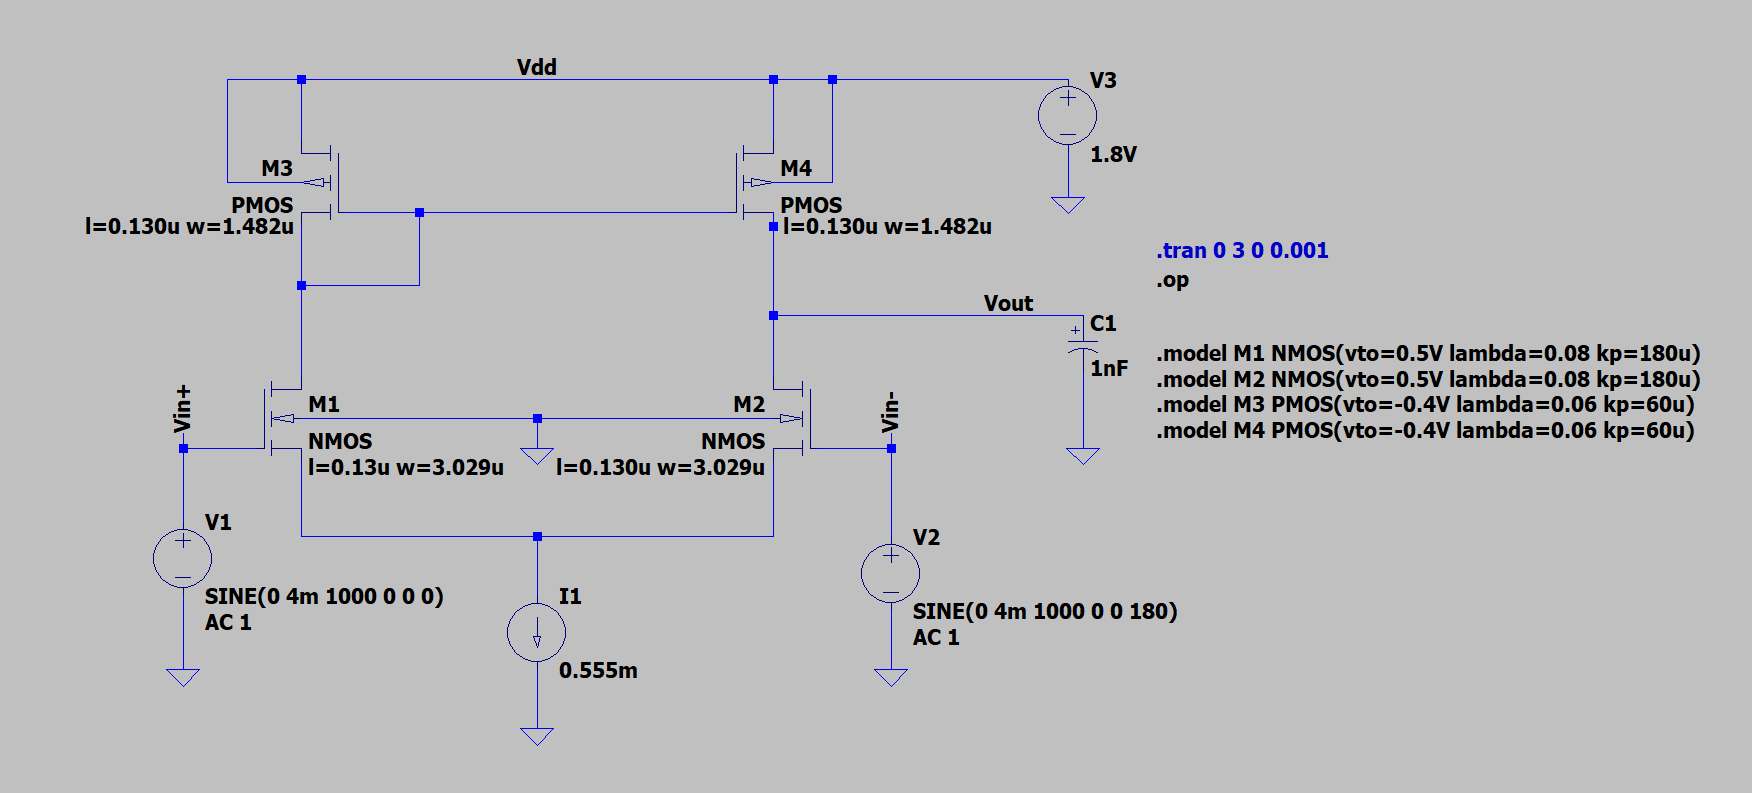 Vdd
V3
1.8V
M3
PMOS
l=0.130u w=1.482u
M4
PMOS
l=0.130u w=1.482u
.tran 0 3 0 0.001
.op
Vout
C1
1nF
.model M1 NMOS(vto=0.5V lambda=0.08 kp=180u)
.model M2 NMOS(vto=0.5V lambda=0.08 kp=180u)
.model M3 PMOS(vto=-0.4V lambda=0.06 kp=60u)
.model M4 PMOS(vto=-0.4V lambda=0.06 kp=60u)
Vin+
M1
NMOS
l=0.13u w=3.029u
M2
NMOS
l=0.130u w=3.029u
Vin-
V1
SINE(0 4m 1000 0 0 0)
AC 1
I1
0.555m
V2
SINE(0 4m 1000 0 0 180)
AC 1